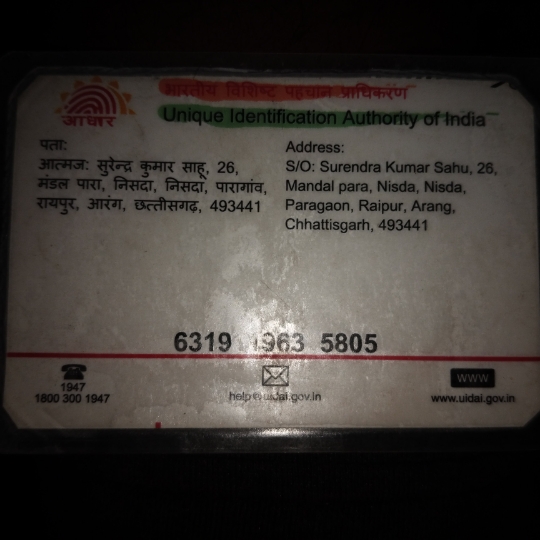 भारतीय विशिष्ट पहचान प्राधिकरण
Unique Identification Authority of India
आधार
पता:
आत्मज: सुरेन्द्र कुमार साहू, 26,
मंडल पारा, निसदा, निसदा, पारागांव,
रायपुर, आरंग, छत्तीसगढ़, 493441
Address:
S/O: Surendra Kumar Sahu, 26,
Mandal para, Nisda, Nisda,
Paragaon, Raipur, Arang,
Chhattisgarh, 493441
6319 1963 5805
1947
1800 300 1947
help@uidai.gov.in
www
www.uidai.gov.in